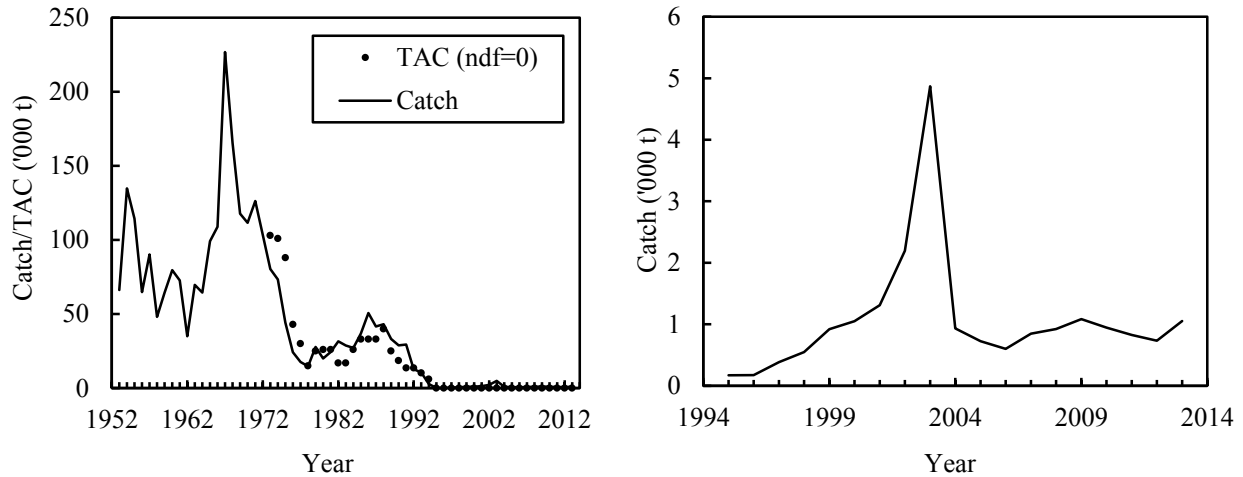 250
200
150
100
50
0
Catch/TAC ('000 t)
TAC (ndf=0)
Catch
1952 1962 1972 1982 1992 2002 2012
Year
6
5
4
3
2
1
0
Catch ('000 t)
1994 1999 2004 2009 2014
Year